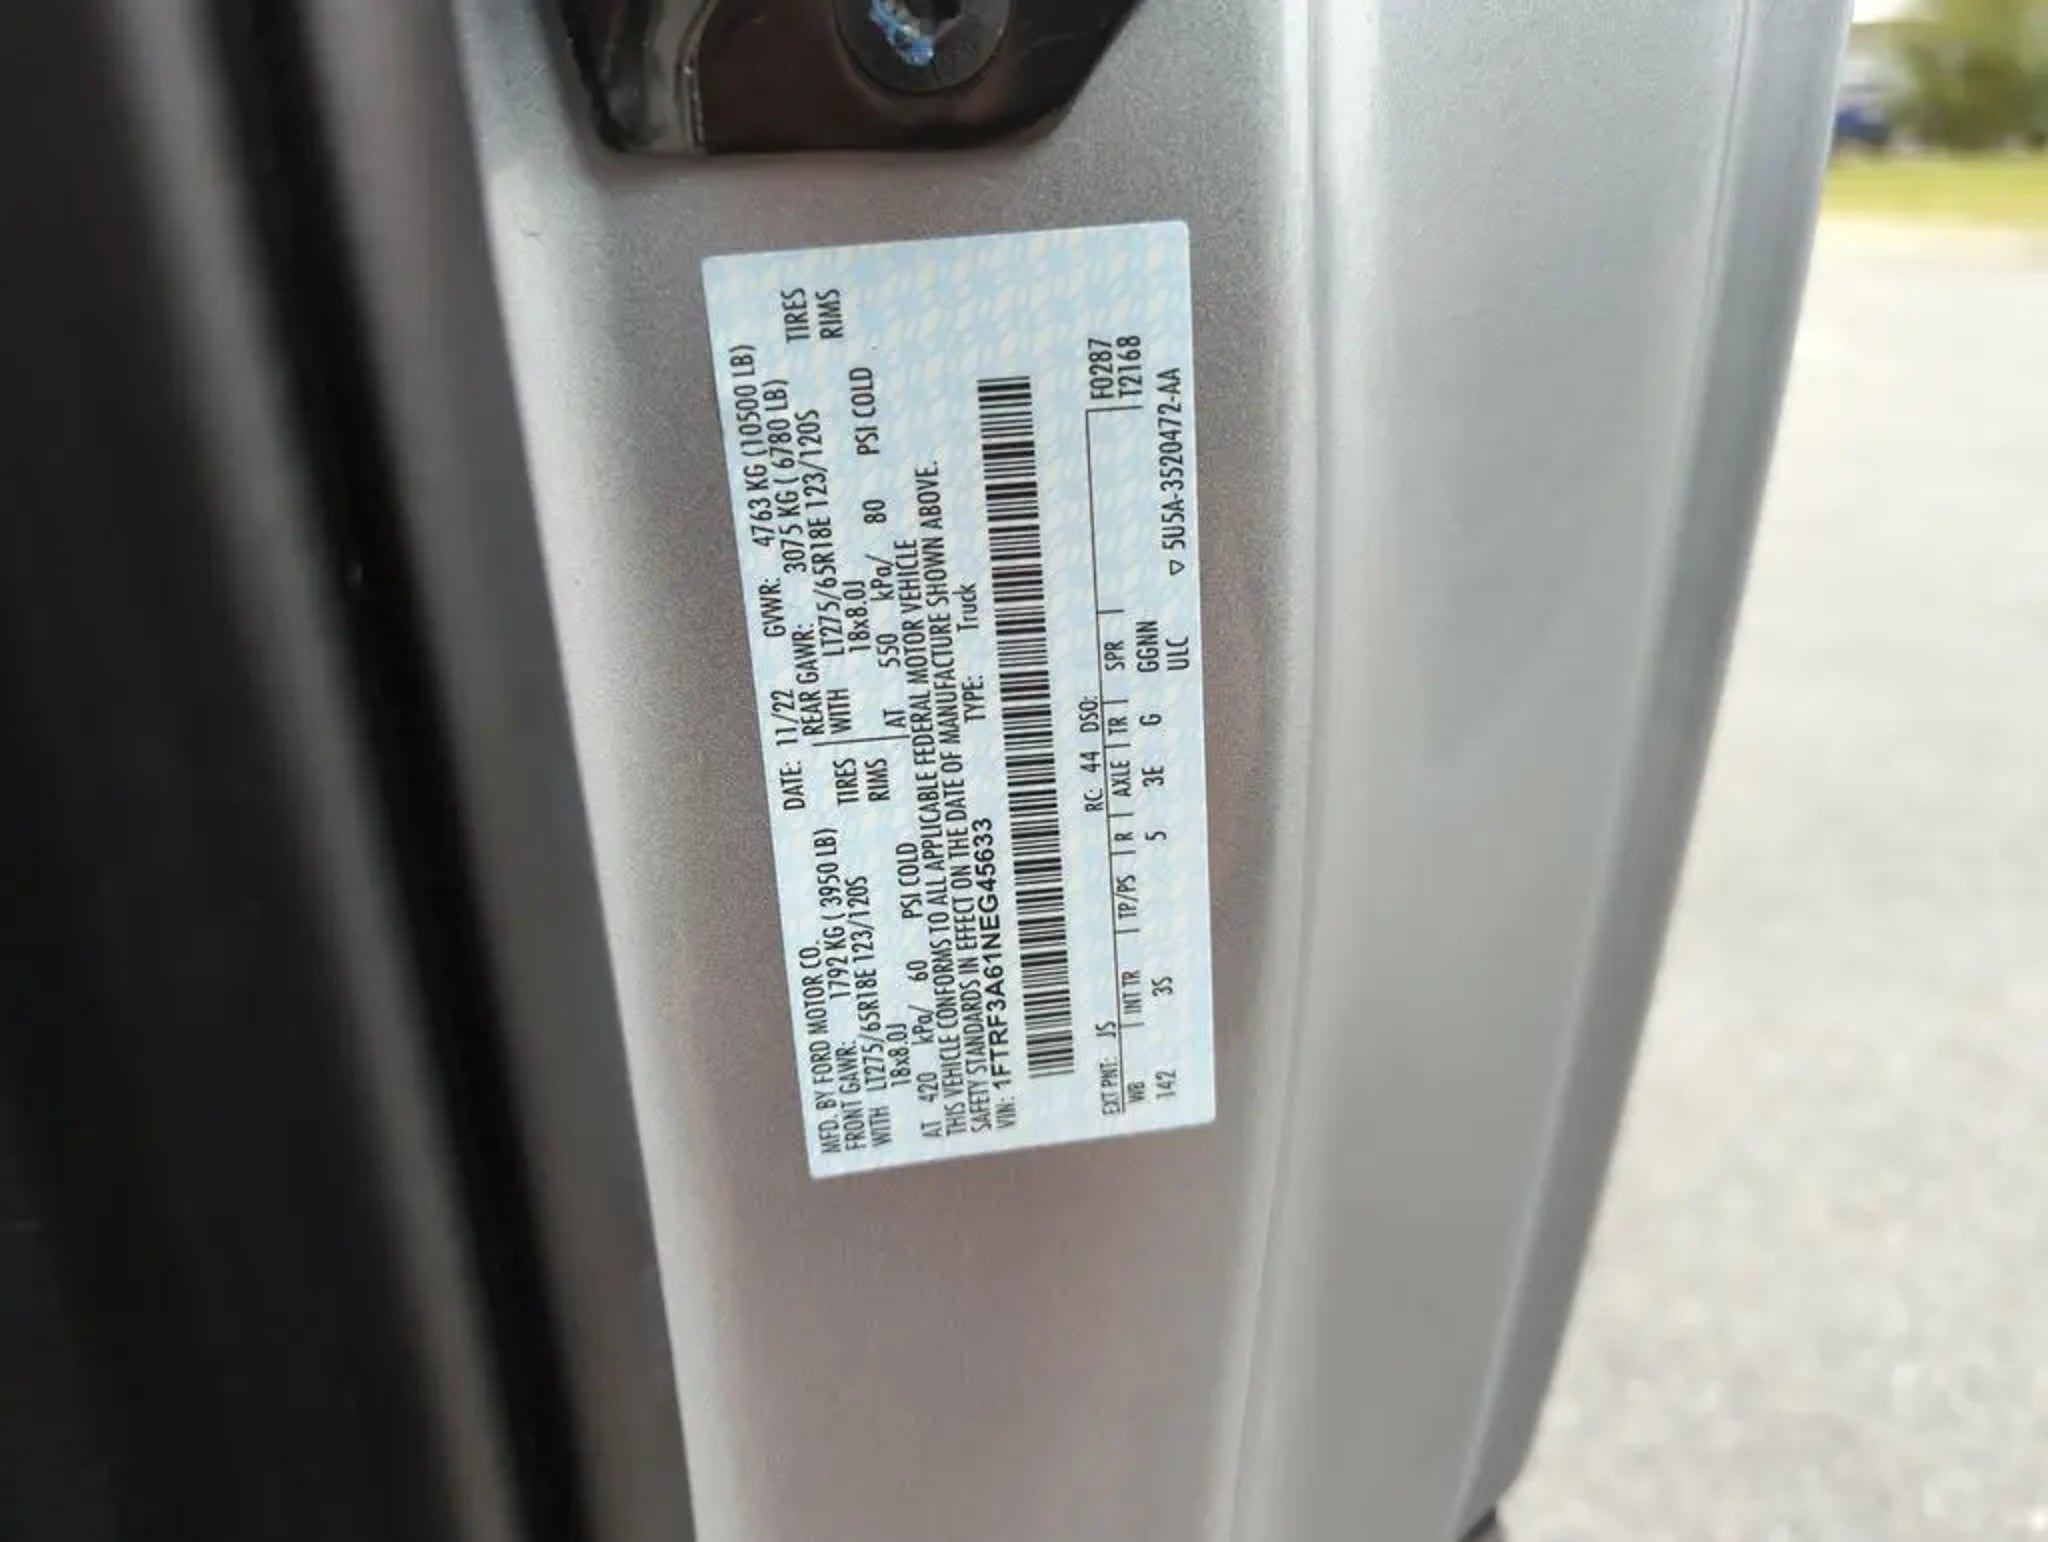 MFD. BY FORD MOTOR CO. DATE: 11/22 GVWR: 4763 KG (10500 LB)
FRONT GAWR: 1792 KG ( 3950 LB) REAR GAWR: 3075 KG ( 6780 LB)
WITH LT275/65R18E 123/120S TIRES WITH LT275/65R18E 123/120S TIRES
18x8.0J RIMS 18x8.0J RIMS
AT 420 kPa/ 60 PSI COLD AT 550 kPa/ 80 PSI COLD
THIS VEHICLE CONFORMS TO ALL APPLICABLE FEDERAL MOTOR VEHICLE
SAFETY STANDARDS IN EFFECT ON THE DATE OF MANUFACTURE SHOWN ABOVE.
VIN: 1FTRF3A61NEG45633 TYPE: Truck
EXT PNT: JS RC: 44 DSO: F0287
WB INT TR TP/PS R AXLE TR SPR T2168
142 3S 5 3E G GGNN
ULC ▽ 5U5A-3520472-AA